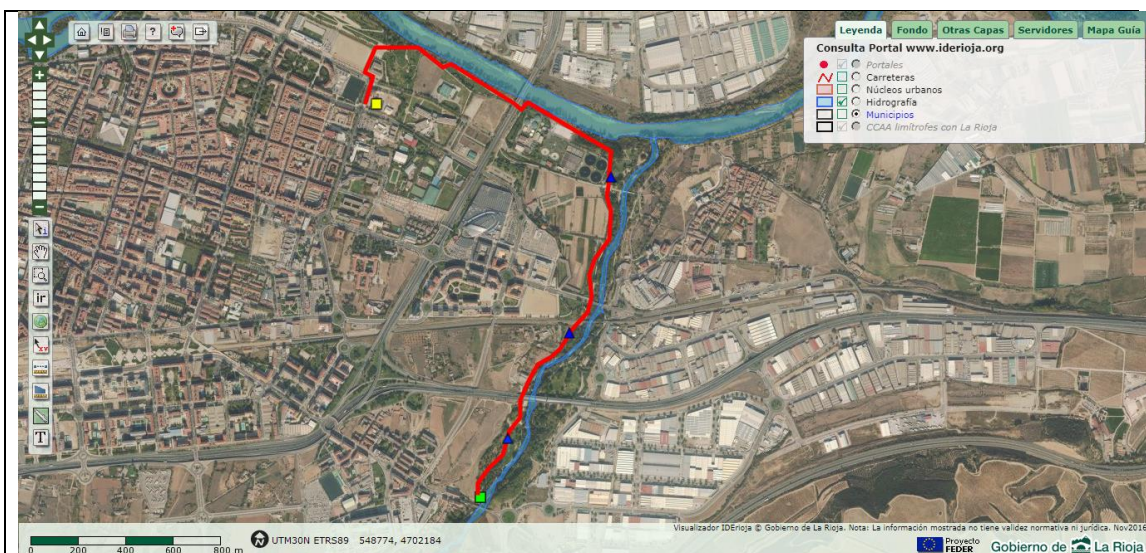 Leyenda Fondo Otras Capas Servidores Mapa Guía
Consulta Portal www.iderioja.org
Portales
Carreteras
Núcleos urbanos
Hidrografía
Municipios
CCAA limítrofes con La Rioja
?
ir
T
Visualizador IDErioja © Gobierno de La Rioja. Nota: La información mostrada no tiene validez normativa ni jurídica. Nov2016
0 200 400 600 800 m
UTM30N ETRS89 548774, 4702184
Proyecto
FEDER
Gobierno de La Rioja